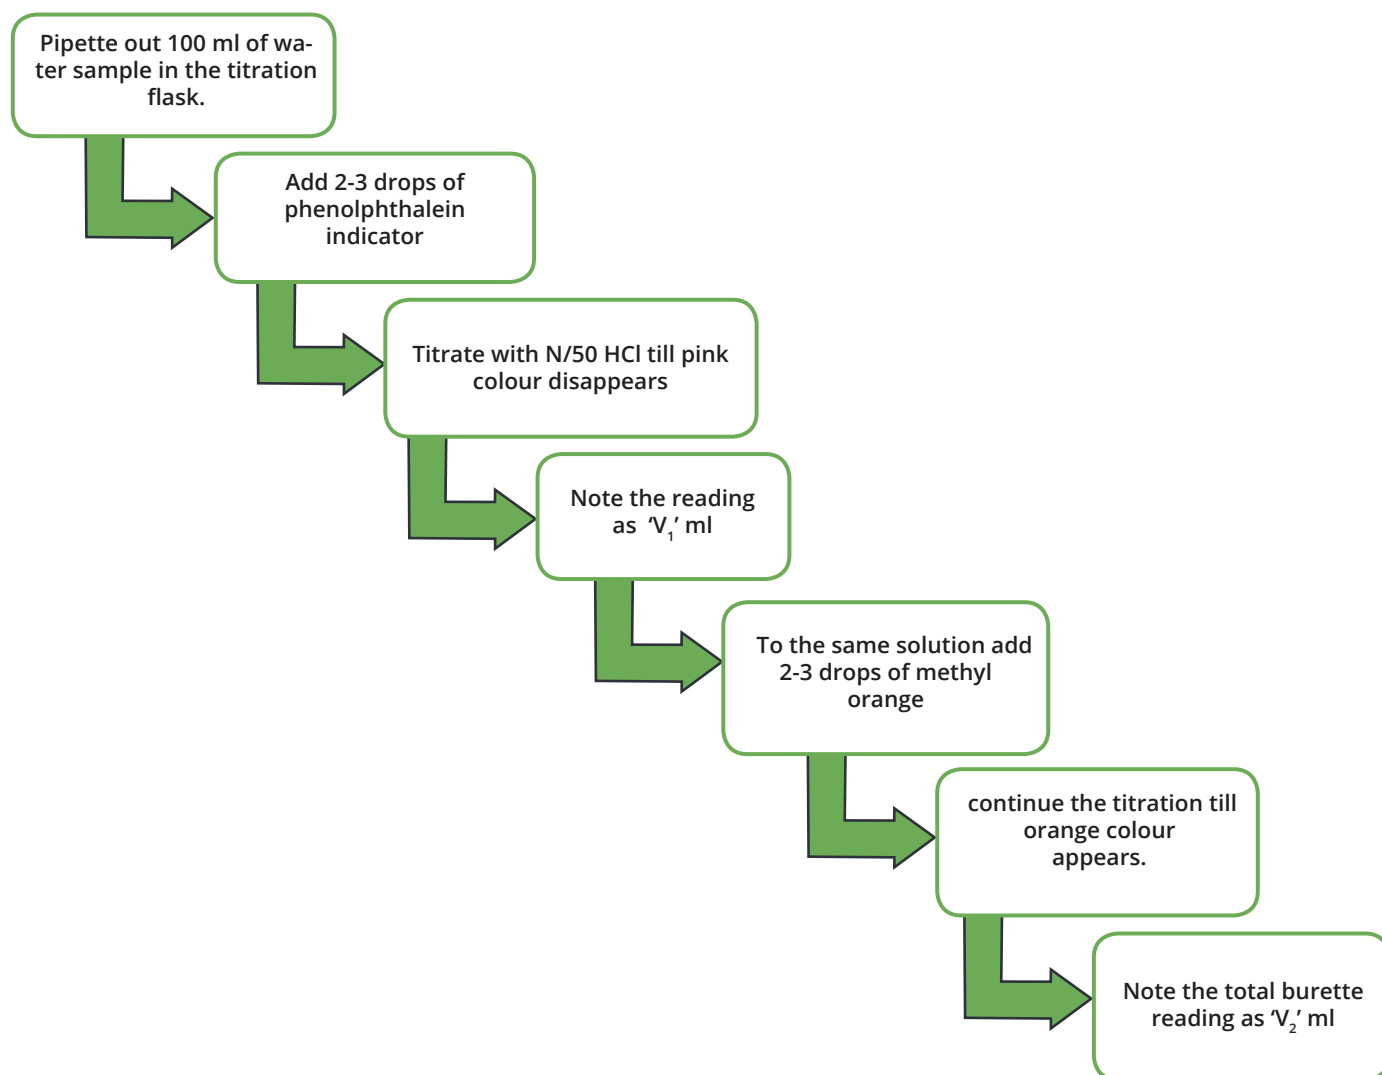 Pipette out 100 ml of wa-
ter sample in the titration
flask.
Add 2-3 drops of
phenolphthalein
indicator
Titrate with N/50 HCl till pink
colour disappears
Note the reading
as ‘V₁’ ml
To the same solution add
2-3 drops of methyl
orange
continue the titration till
orange colour
appears.
Note the total burette
reading as ‘V₂’ ml